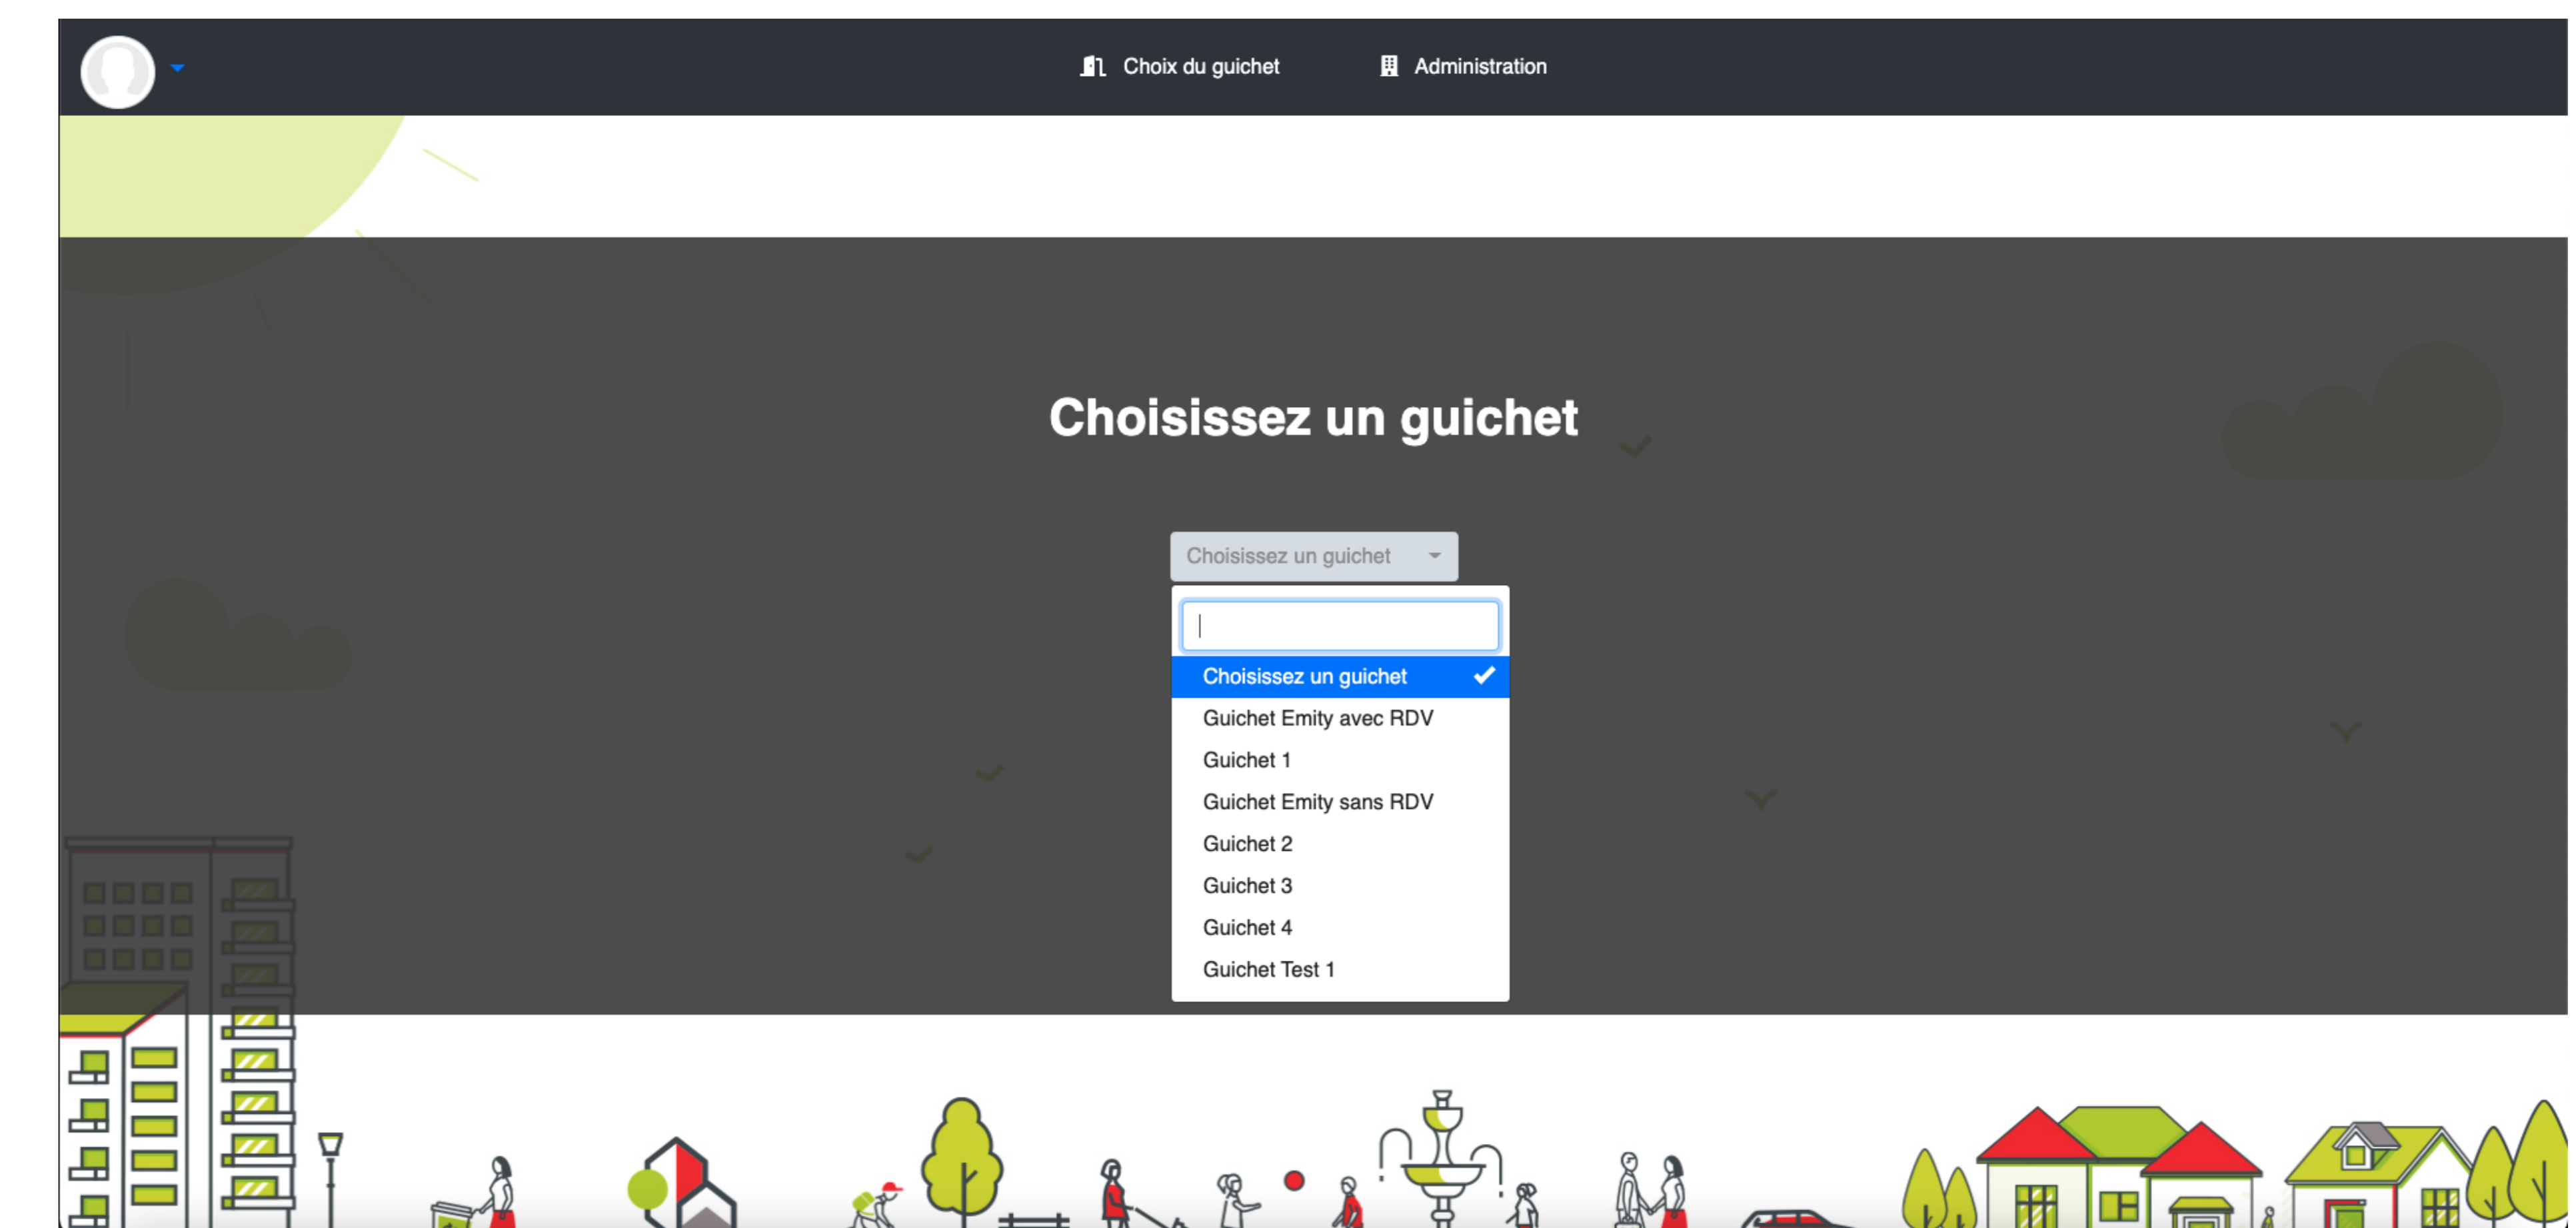 Choix du guichet
Administration
Choisissez un guichet
Choisissez un guichet
Choisissez un guichet
Guichet Emity avec RDV
Guichet 1
Guichet Emity sans RDV
Guichet 2
Guichet 3
Guichet 4
Guichet Test 1